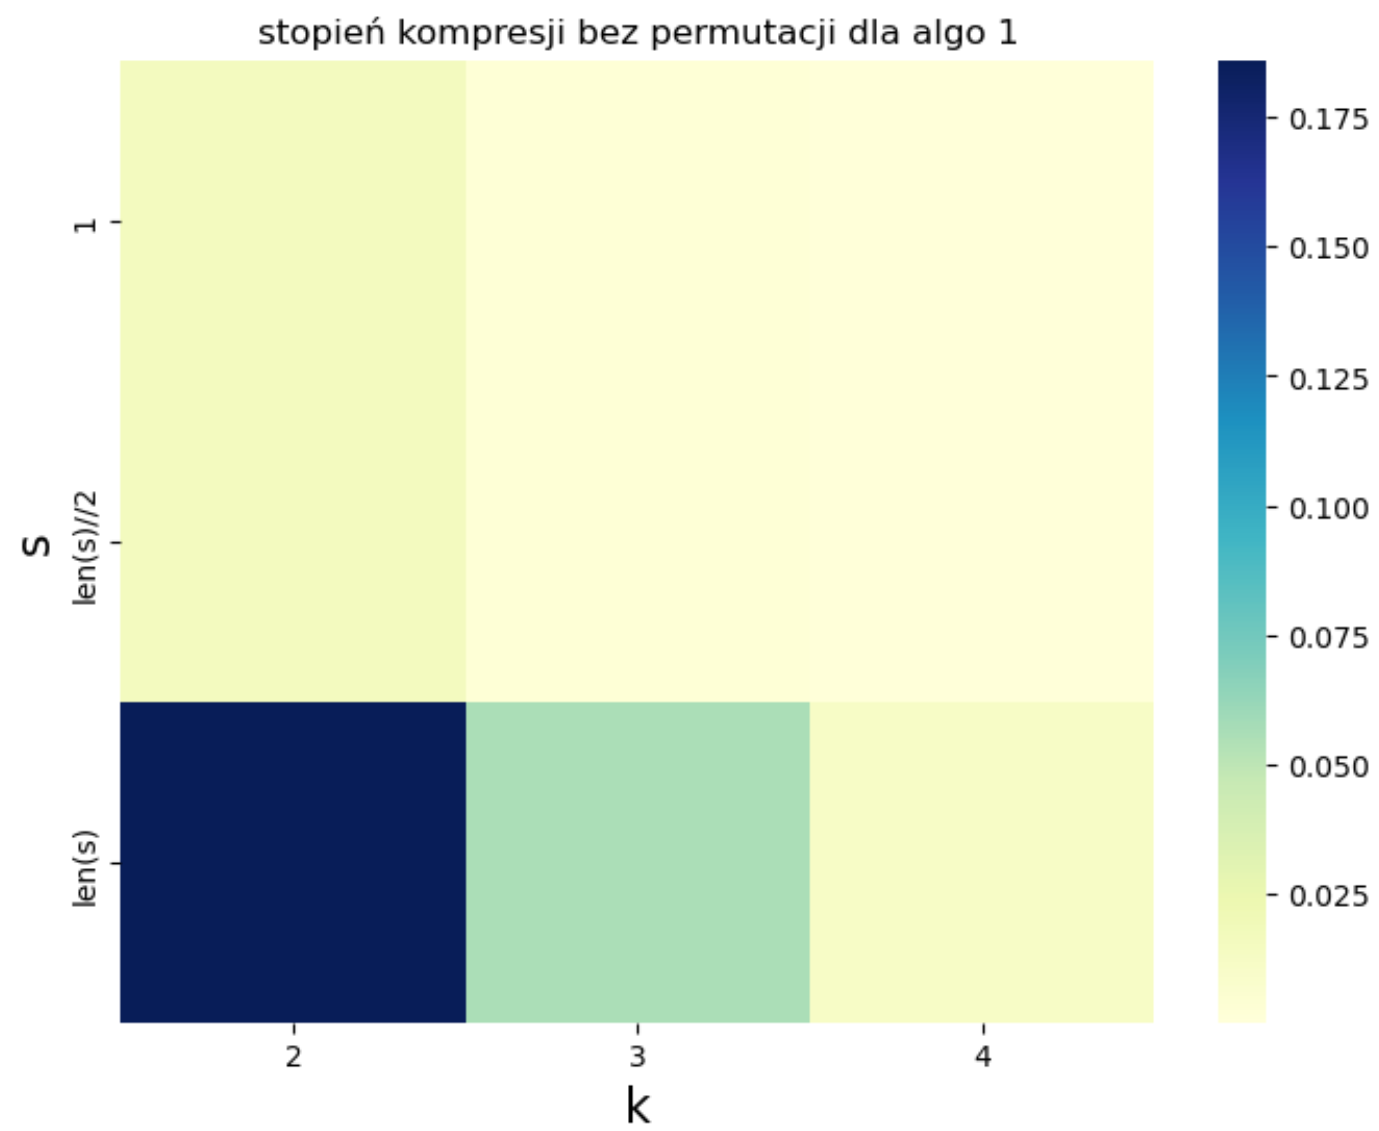 stopień kompresji bez permutacji dla algo 1
s
1
len(s)//2
len(s)
2
3
4
k
0.175
0.150
0.125
0.100
0.075
0.050
0.025